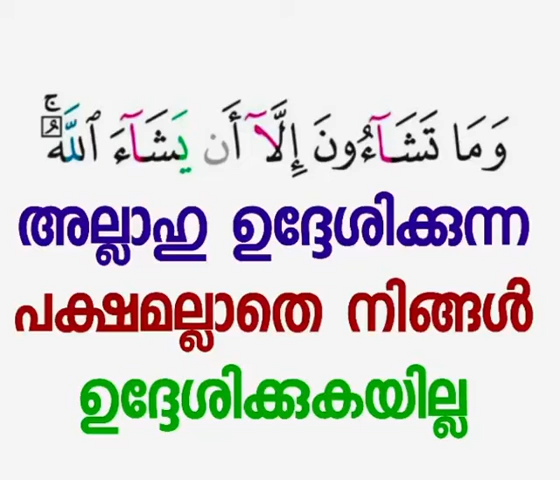 وَمَا تَشَآءُونَ إِلَّآ أَن يَشَآءَ ٱللَّهُ ۚ
അല്ലാഹു ഉദ്ദേശിക്കുന്ന
പക്ഷമല്ലാതെ നിങ്ങൾ
ഉദ്ദേശിക്കുകയില്ല